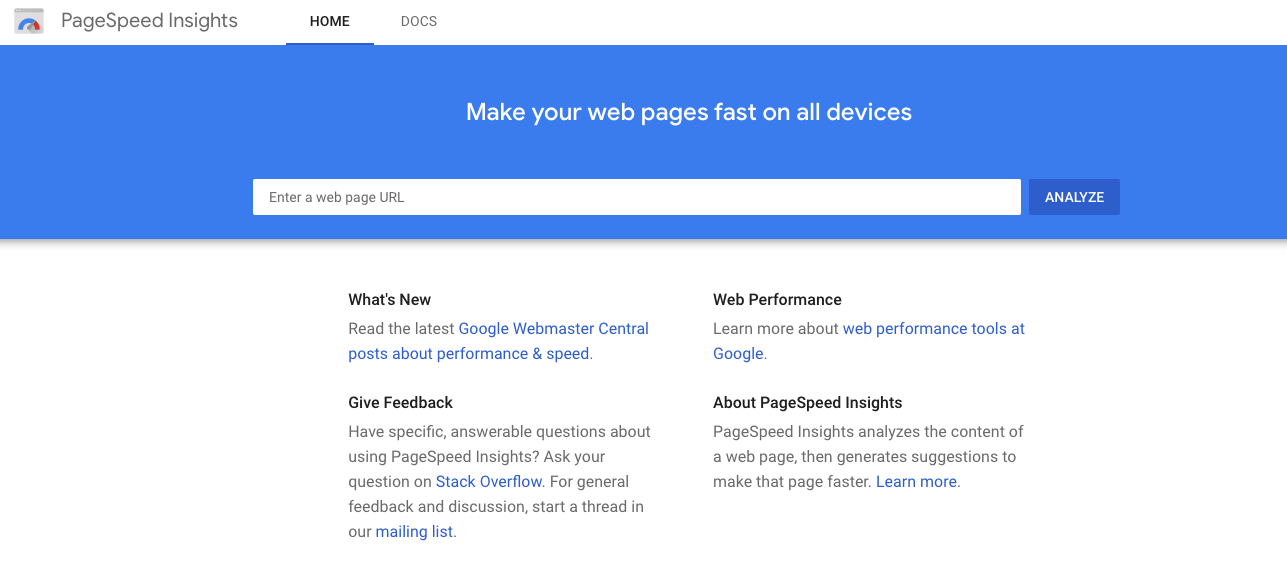 PageSpeed Insights
HOME
DOCS
Make your web pages fast on all devices
Enter a web page URL
ANALYZE
What's New
Read the latest Google Webmaster Central
posts about performance & speed.
Web Performance
Learn more about web performance tools at
Google.
Give Feedback
Have specific, answerable questions about
using PageSpeed Insights? Ask your
question on Stack Overflow. For general
feedback and discussion, start a thread in
our mailing list.
About PageSpeed Insights
PageSpeed Insights analyzes the content of
a web page, then generates suggestions to
make that page faster. Learn more.